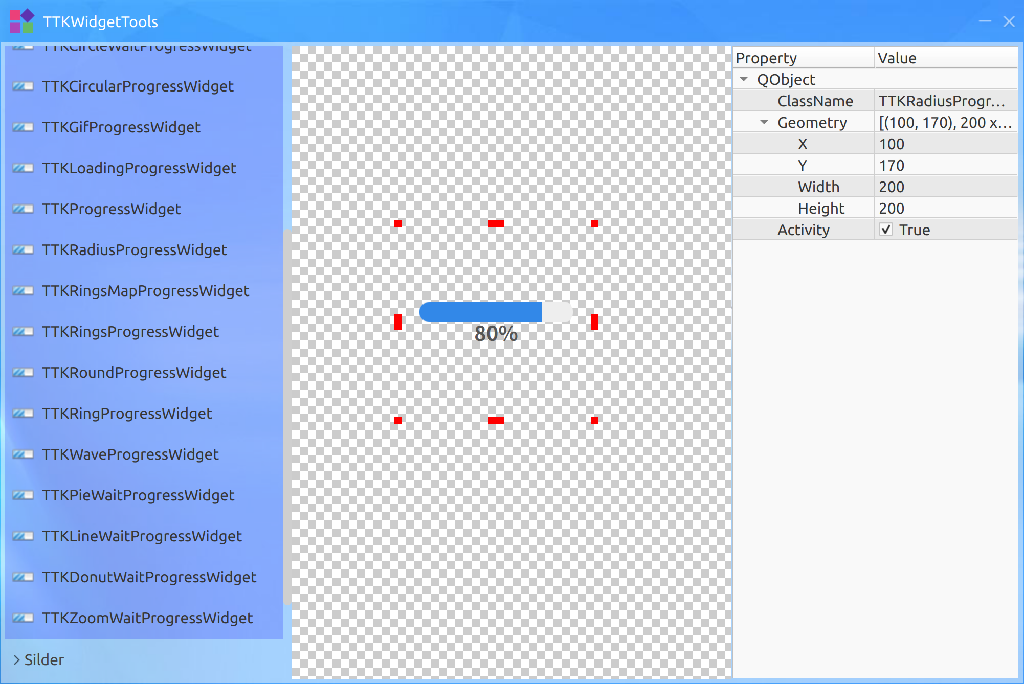 TTKWidgetTools
TTKCircleWaitProgressWidget
TTKCircularProgressWidget
TTKGifProgressWidget
TTKLoadingProgressWidget
TTKProgressWidget
TTKRadiusProgressWidget
TTKRingsMapProgressWidget
TTKRingsProgressWidget
TTKRoundProgressWidget
TTKRingProgressWidget
TTKWaveProgressWidget
TTKPieWaitProgressWidget
TTKLineWaitProgressWidget
TTKDonutWaitProgressWidget
TTKZoomWaitProgressWidget
Silder
80%
Property Value
QObject
ClassName TTKRadiusProgr...
Geometry [(100, 170), 200 x...
X 100
Y 170
Width 200
Height 200
Activity True